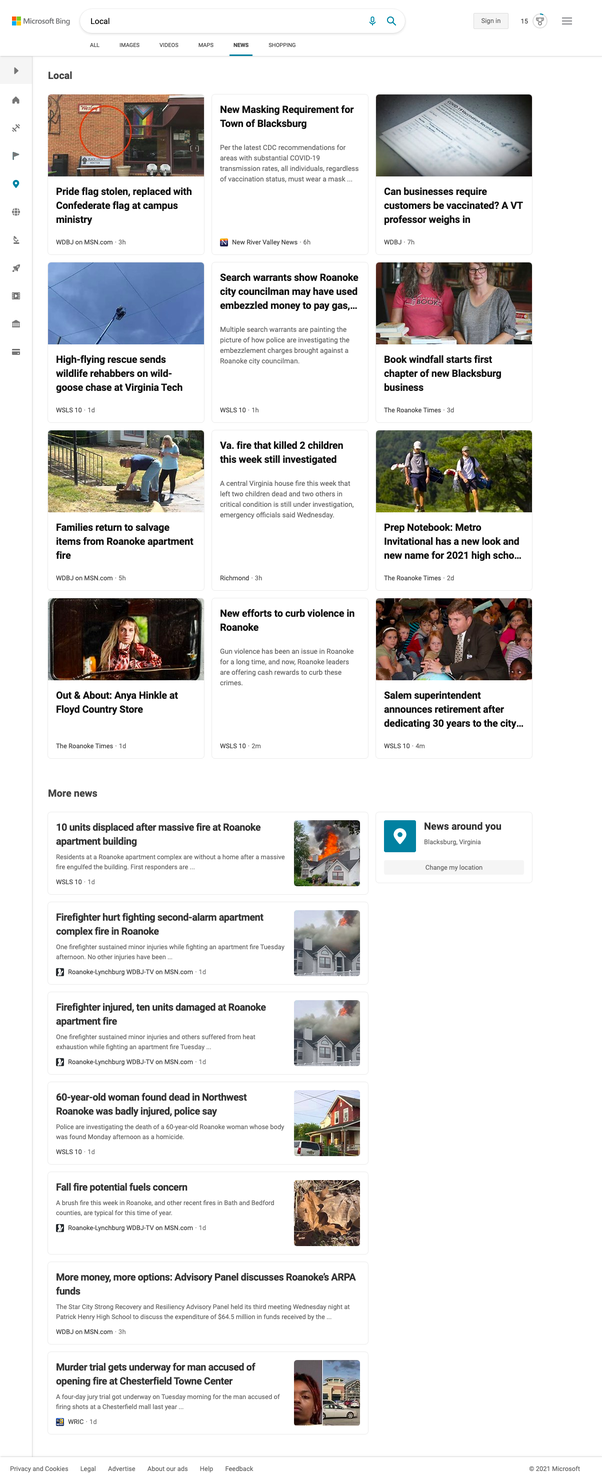 Microsoft Bing
Local
Sign in
15
ALL IMAGES VIDEOS MAPS NEWS SHOPPING
Local
Pride flag stolen, replaced with
Confederate flag at campus
ministry
WDBJ on MSN.com · 3h
New Masking Requirement for
Town of Blacksburg
Per the latest CDC recommendations for
areas with substantial COVID-19
transmission rates, all individuals, regardless
of vaccination status, must wear a mask ...
New River Valley News · 6h
Can businesses require
customers be vaccinated? A VT
professor weighs in
WDBJ · 7h
High-flying rescue sends
wildlife rehabbers on wild-
goose chase at Virginia Tech
WSLS 10 · 1d
Search warrants show Roanoke
city councilman may have used
embezzled money to pay gas,...
Multiple search warrants are painting the
picture of how police are investigating the
embezzlement charges brought against a
Roanoke city councilman.
WSLS 10 · 1h
Book windfall starts first
chapter of new Blacksburg
business
The Roanoke Times · 3d
Families return to salvage
items from Roanoke apartment
fire
WDBJ on MSN.com · 5h
Va. fire that killed 2 children
this week still investigated
A central Virginia house fire this week that
left two children dead and two others in
critical condition is still under investigation,
emergency officials said Wednesday.
Richmond · 3h
Prep Notebook: Metro
Invitational has a new look and
new name for 2021 high scho...
The Roanoke Times · 2d
Out & About: Anya Hinkle at
Floyd Country Store
The Roanoke Times · 1d
New efforts to curb violence in
Roanoke
Gun violence has been an issue in Roanoke
for a long time, and now, Roanoke leaders
are offering cash rewards to curb these
crimes.
WSLS 10 · 2m
Salem superintendent
announces retirement after
dedicating 30 years to the city...
WSLS 10 · 4m
More news
10 units displaced after massive fire at Roanoke
apartment building
Residents at a Roanoke apartment complex are without a home after a massive
fire engulfed the building. First responders are ...
WSLS 10 · 1d
News around you
Blacksburg, Virginia
Change my location
Firefighter hurt fighting second-alarm apartment
complex fire in Roanoke
One firefighter sustained minor injuries while fighting an apartment fire Tuesday
afternoon. No other injuries have been ...
Roanoke-Lynchburg WDBJ-TV on MSN.com · 1d
Firefighter injured, ten units damaged at Roanoke
apartment fire
One firefighter sustained minor injuries and others suffered from heat
exhaustion while fighting an apartment fire Tuesday ...
Roanoke-Lynchburg WDBJ-TV on MSN.com · 1d
60-year-old woman found dead in Northwest
Roanoke was badly injured, police say
Police are investigating the death of a 60-year-old Roanoke woman whose body
was found Monday afternoon as a homicide.
WSLS 10 · 1d
Fall fire potential fuels concern
A brush fire this week in Roanoke, and other recent fires in Bath and Bedford
counties, are typical for this time of year.
Roanoke-Lynchburg WDBJ-TV on MSN.com · 1d
More money, more options: Advisory Panel discusses Roanoke's ARPA
funds
The Star City Strong Recovery and Resiliency Advisory Panel held its third meeting Wednesday night at
Patrick Henry High School to discuss the expenditure of $64.5 million in funds received by the ...
WDBJ on MSN.com · 3h
Murder trial gets underway for man accused of
opening fire at Chesterfield Towne Center
A four-day jury trial got underway on Tuesday morning for the man accused of
firing shots at a Chesterfield mall last year ...
WRIC · 1d
Privacy and Cookies Legal Advertise About our ads Help Feedback © 2021 Microsoft